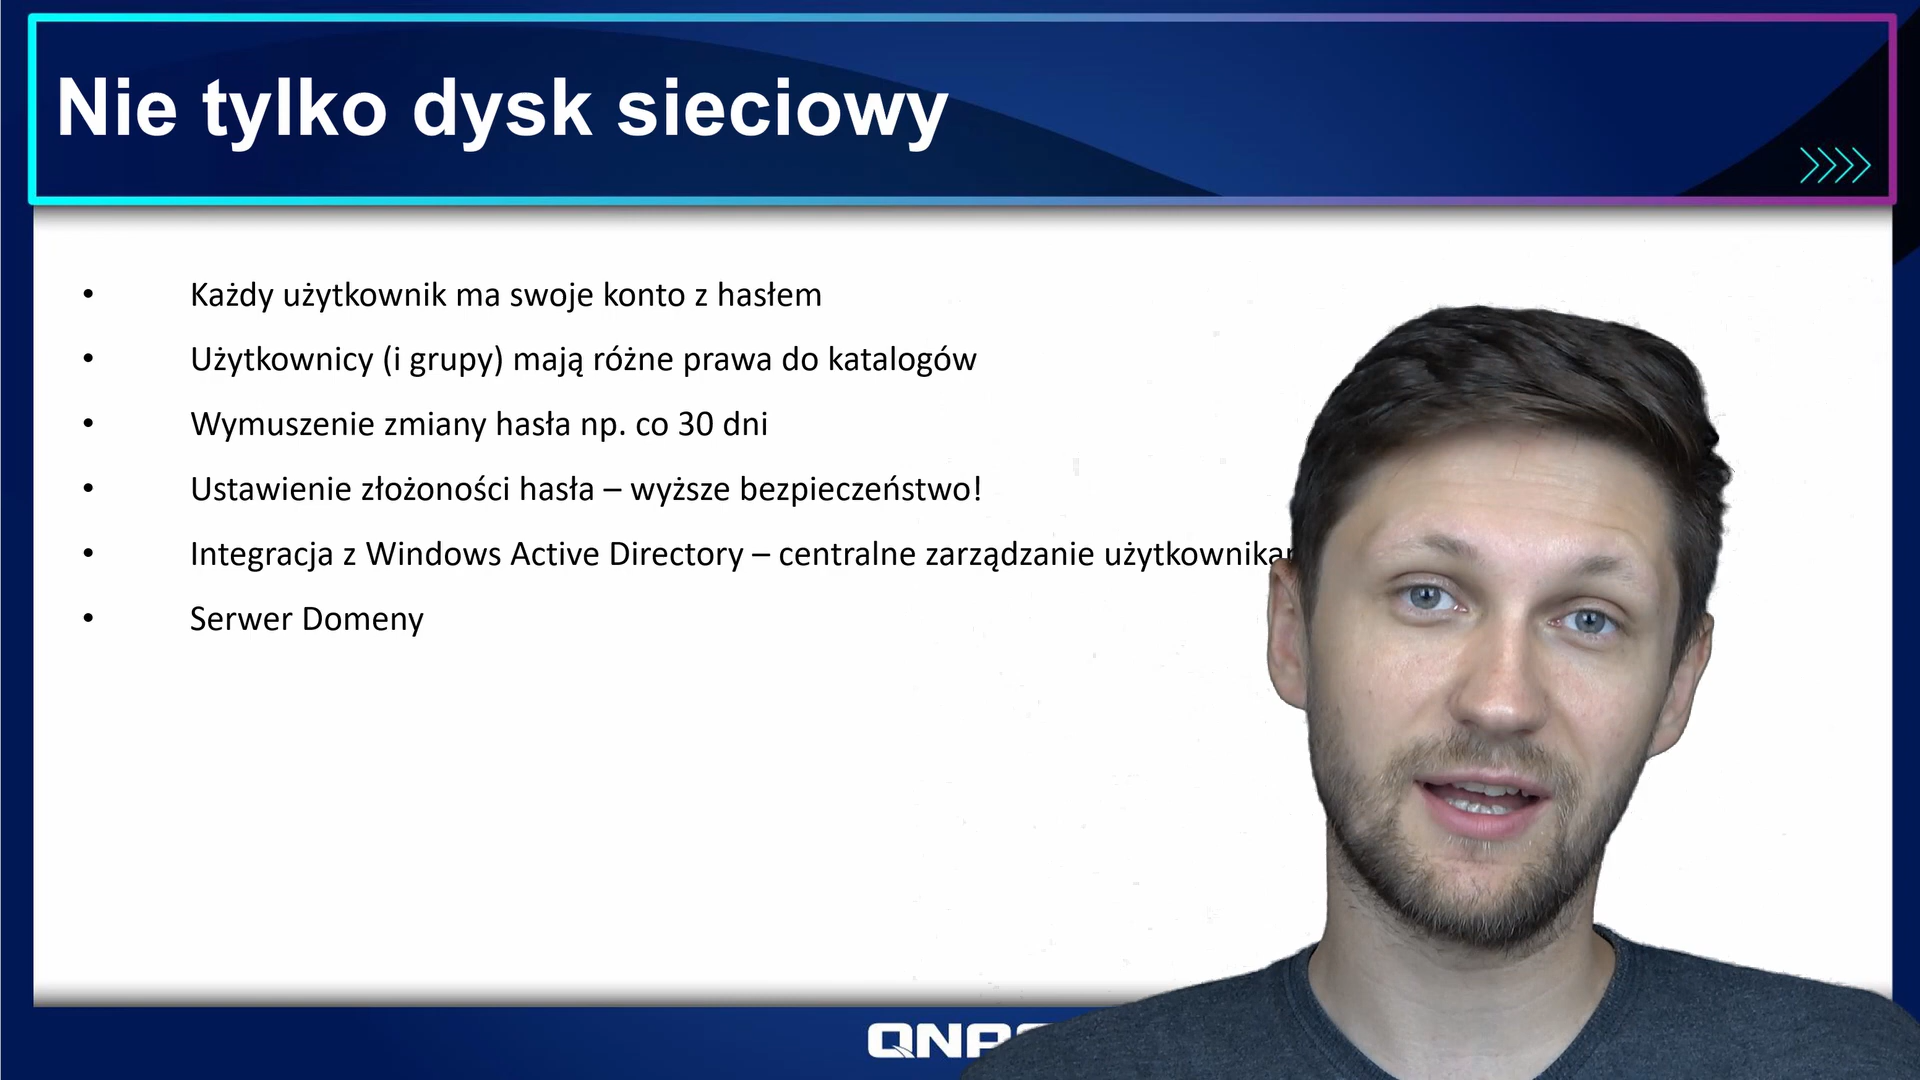 Nie tylko dysk sieciowy
• Każdy użytkownik ma swoje konto z hasłem
• Użytkownicy (i grupy) mają różne prawa do katalogów
• Wymuszenie zmiany hasła np. co 30 dni
• Ustawienie złożoności hasła – wyższe bezpieczeństwo!
• Integracja z Windows Active Directory – centralne zarządzanie
• Serwer Domeny